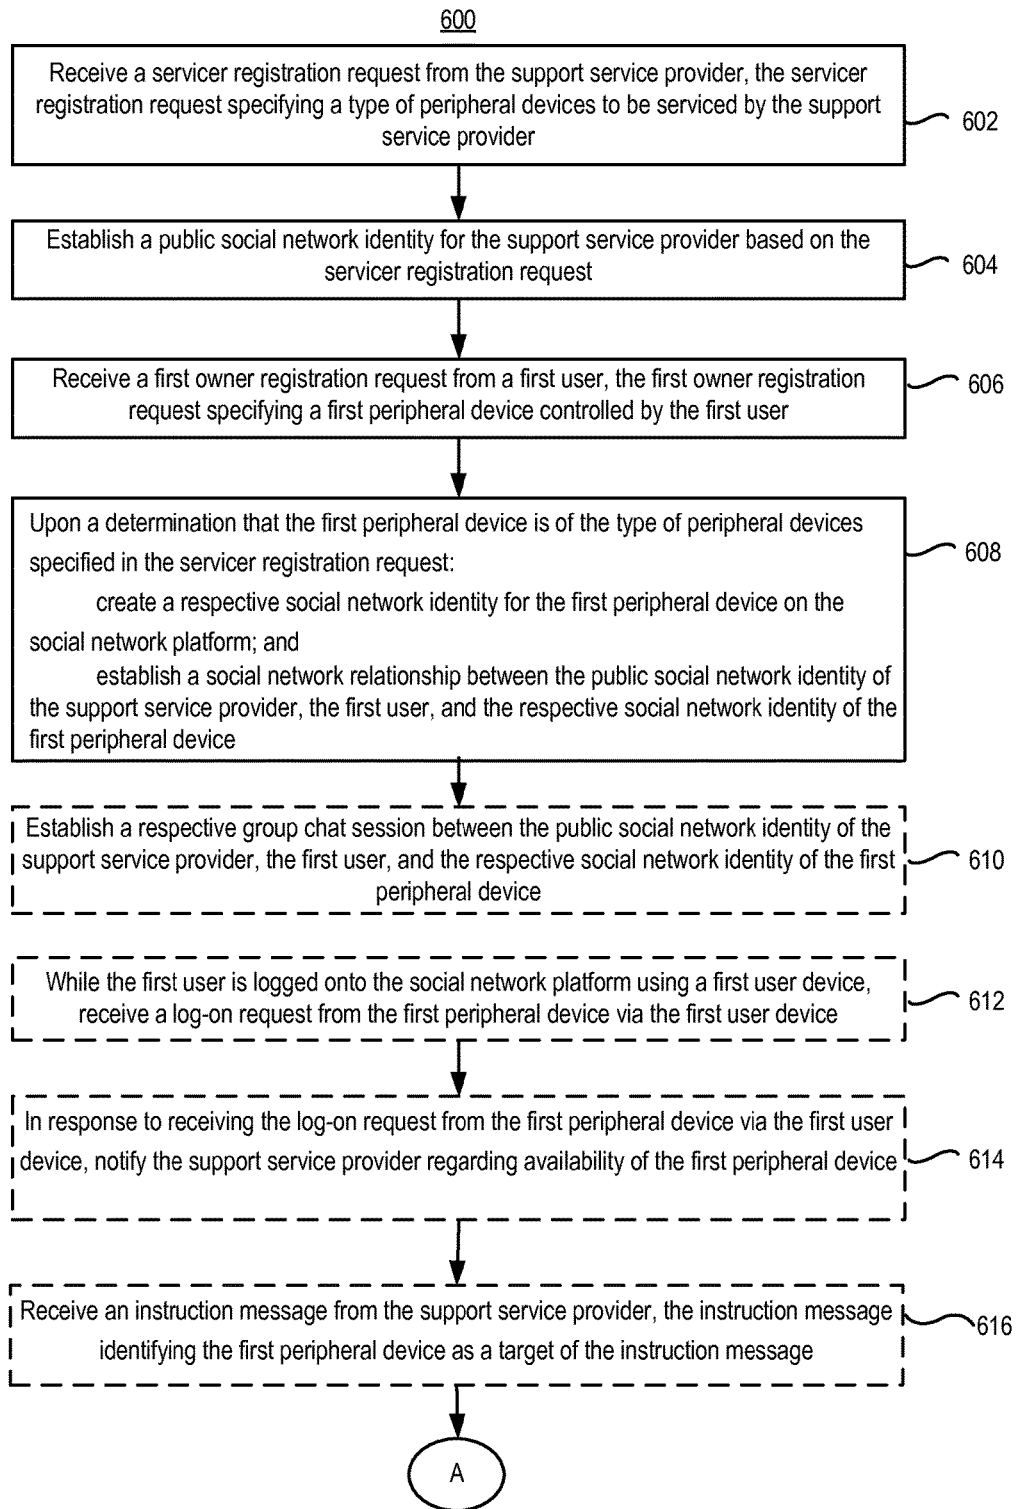 600
Receive a servicer registration request from the support service provider, the servicer
registration request specifying a type of peripheral devices to be serviced by the support
service provider
602
Establish a public social network identity for the support service provider based on the
servicer registration request
604
Receive a first owner registration request from a first user, the first owner registration
request specifying a first peripheral device controlled by the first user
606
Upon a determination that the first peripheral device is of the type of peripheral devices
specified in the servicer registration request:
create a respective social network identity for the first peripheral device on the
social network platform; and
establish a social network relationship between the public social network identity of
the support service provider, the first user, and the respective social network identity of the
first peripheral device
608
Establish a respective group chat session between the public social network identity of the
support service provider, the first user, and the respective social network identity of the first
peripheral device
610
While the first user is logged onto the social network platform using a first user device,
receive a log-on request from the first peripheral device via the first user device
612
In response to receiving the log-on request from the first peripheral device via the first user
device, notify the support service provider regarding availability of the first peripheral device
614
Receive an instruction message from the support service provider, the instruction message
identifying the first peripheral device as a target of the instruction message
616
A